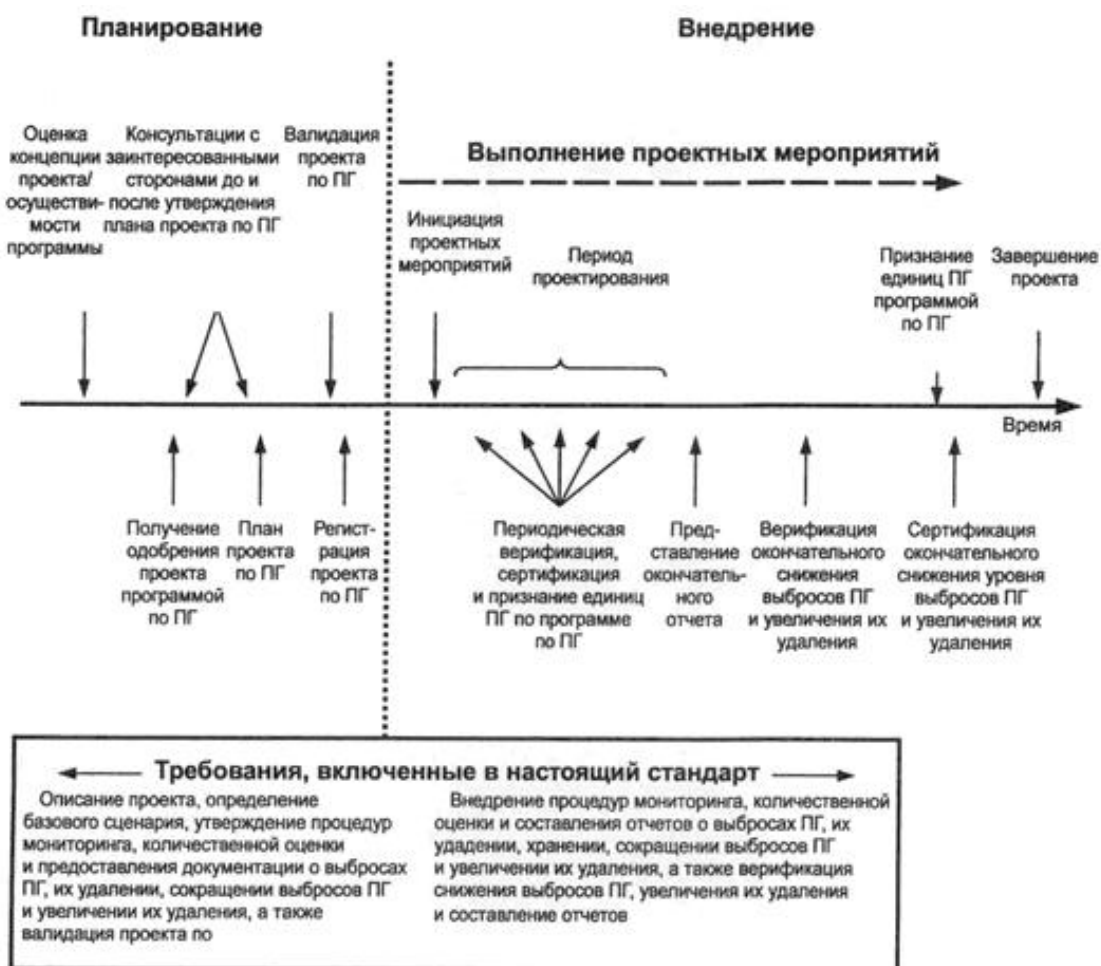 Планирование
Внедрение
Оценка
концепции
проекта/
осуществи-
мости
программы
Консультации с
заинтересованными
сторонами до и
после утверждения
плана проекта по ПГ
Валидация
проекта
по ПГ
Выполнение проектных мероприятий
Инициация
проектных
мероприятий
Период
проектирования
Признание
единиц ПГ
программой
по ПГ
Завершение
проекта
Время
Получение
одобрения
проекта
программой
по ПГ
План
проекта
по ПГ
Регист-
рация
проекта
по ПГ
Периодическая
верификация,
сертификация
и признание единиц
ПГ по программе
по ПГ
Пред-
ставление
окончатель-
ного
отчета
Верификация
окончательного
снижения
выбросов ПГ
и увеличения их
удаления
Сертификация
окончательного
снижения уровня
выбросов ПГ
и увеличения их
удаления
Требования, включенные в настоящий стандарт
Описание проекта, определение
базового сценария, утверждение процедур
мониторинга, количественной оценки
и предоставления документации о выбросах
ПГ, их удалении, сокращении выбросов ПГ
и увеличении их удаления, а также
валидация проекта по
Внедрение процедур мониторинга, количественной
оценки и составления отчетов о выбросах ПГ, их
удадении, хранении, сокращении выбросов ПГ
и увеличении их удаления, а также верификация
снижения выбросов ПГ, увеличения их удаления
и составление отчетов